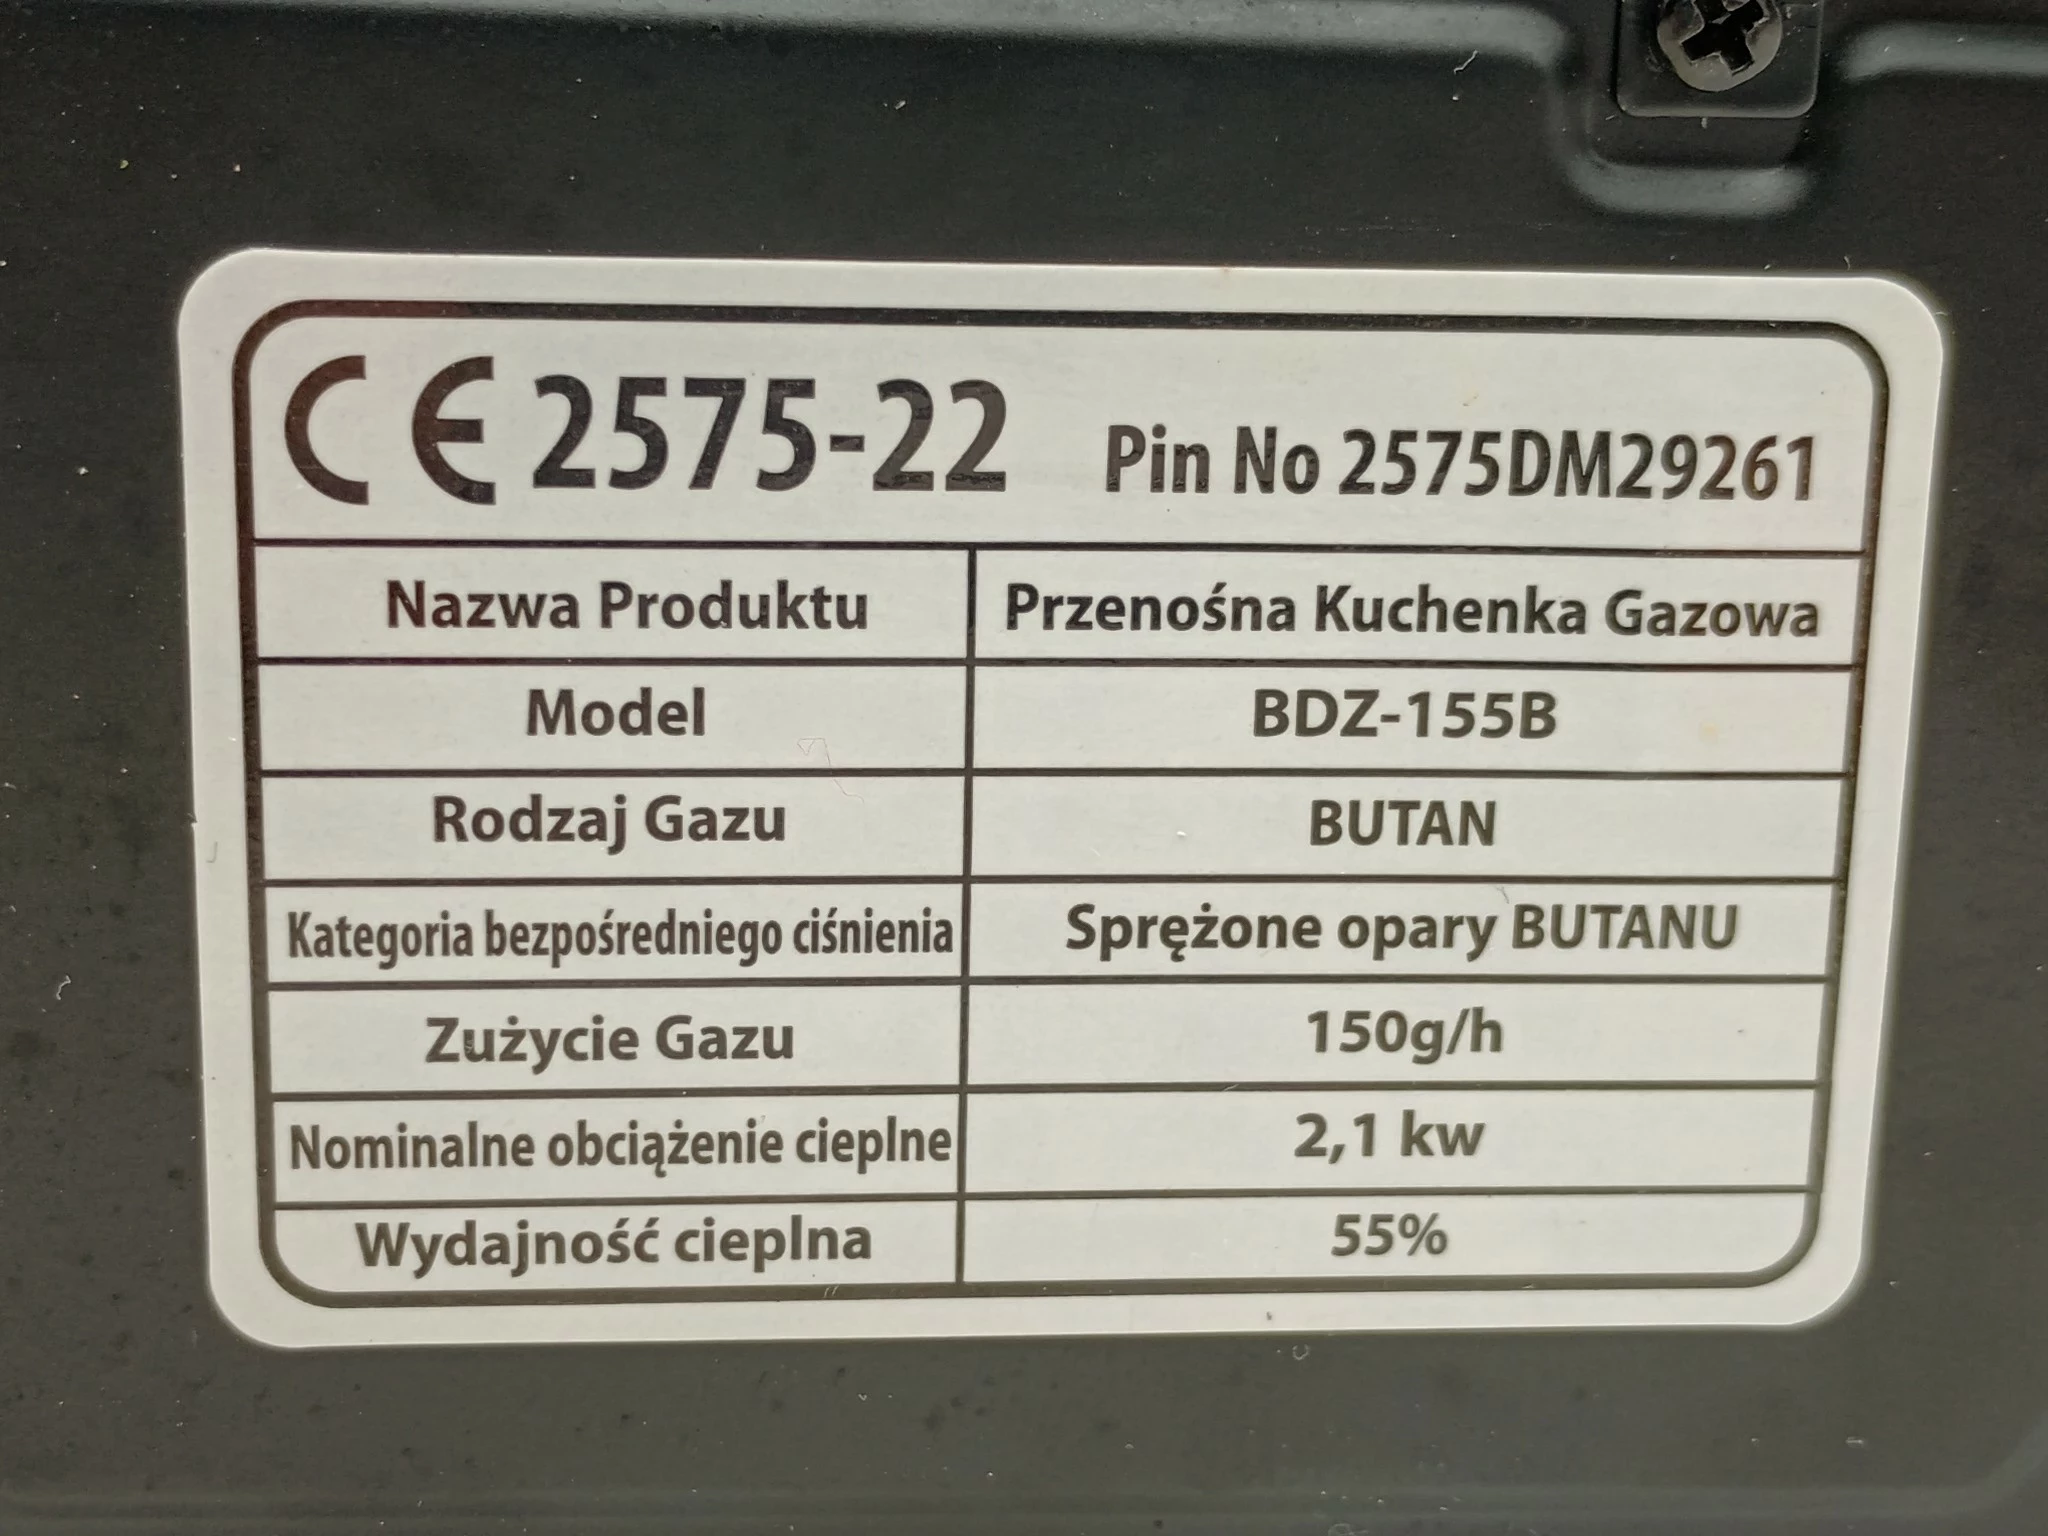 CE 2575-22 Pin No 2575DM29261
Nazwa Produktu Przenośna Kuchenka Gazowa
Model BDZ-155B
Rodzaj Gazu BUTAN
Kategoria bezpośredniego ciśnienia Sprężone opary BUTANU
Zużycie Gazu 150g/h
Nominalne obciążenie cieplne 2,1 kw
Wydajność cieplna 55%